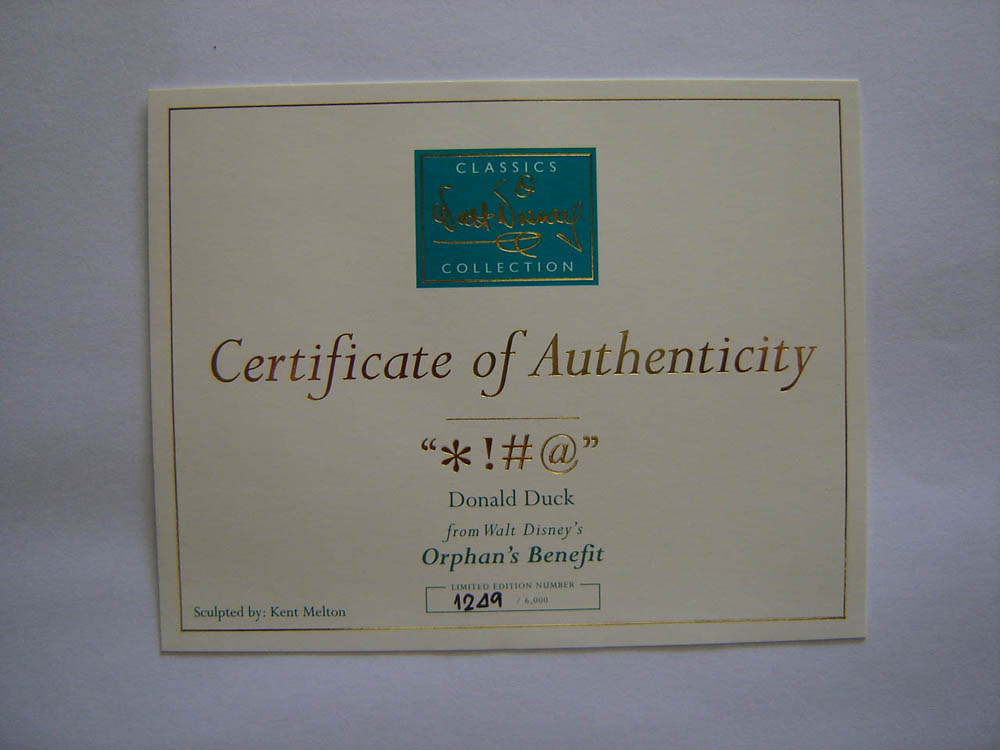 CLASSICS
Walt Disney
COLLECTION
Certificate of Authenticity
“*!#@”
Donald Duck
from Walt Disney’s
Orphan’s Benefit
LIMITED EDITION NUMBER
1249 / 6,000
Sculpted by: Kent Melton